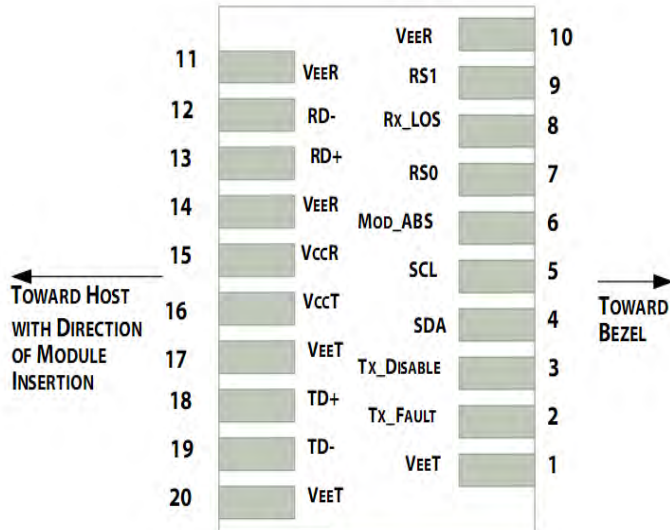 11 VEER
12 RD-
13 RD+
14 VEER
15 VCCR
16 VCCT
17 VEET
18 TD+
19 TD-
20 VEET
VEER 10
RS1 9
RX_LOS 8
RS0 7
MOD_ABS 6
SCL 5
SDA 4
TX_DISABLE 3
TX_FAULT 2
VEET 1
TOWARD HOST
WITH DIRECTION
OF MODULE
INSERTION
TOWARD
BEZEL